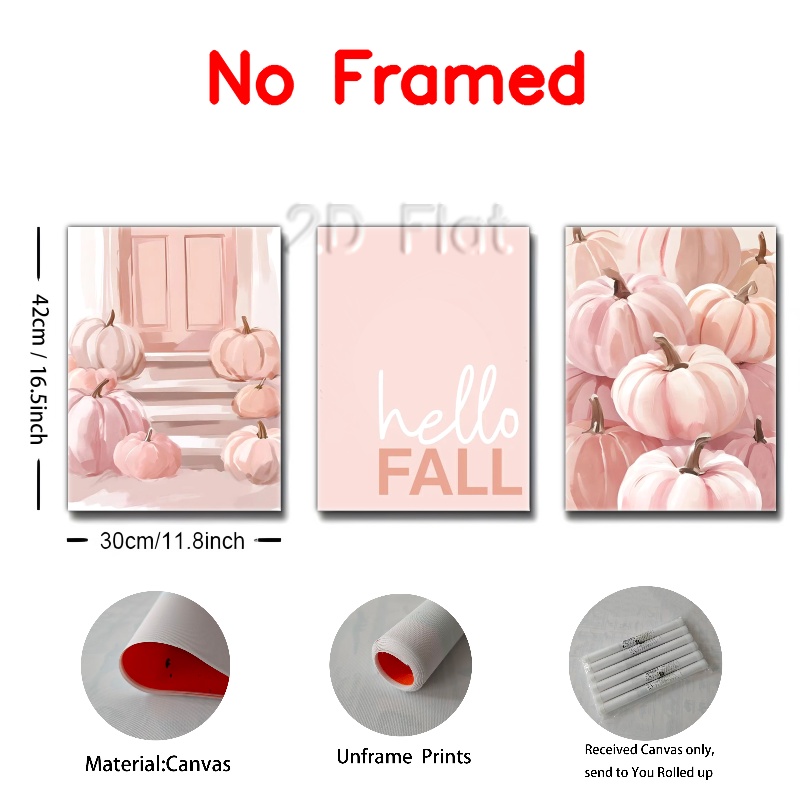 No Framed
2D Flat
42cm / 16.5inch
hello
FALL
30cm/11.8inch
Material:Canvas
Unframe Prints
Received Canvas only,
send to You Rolled up